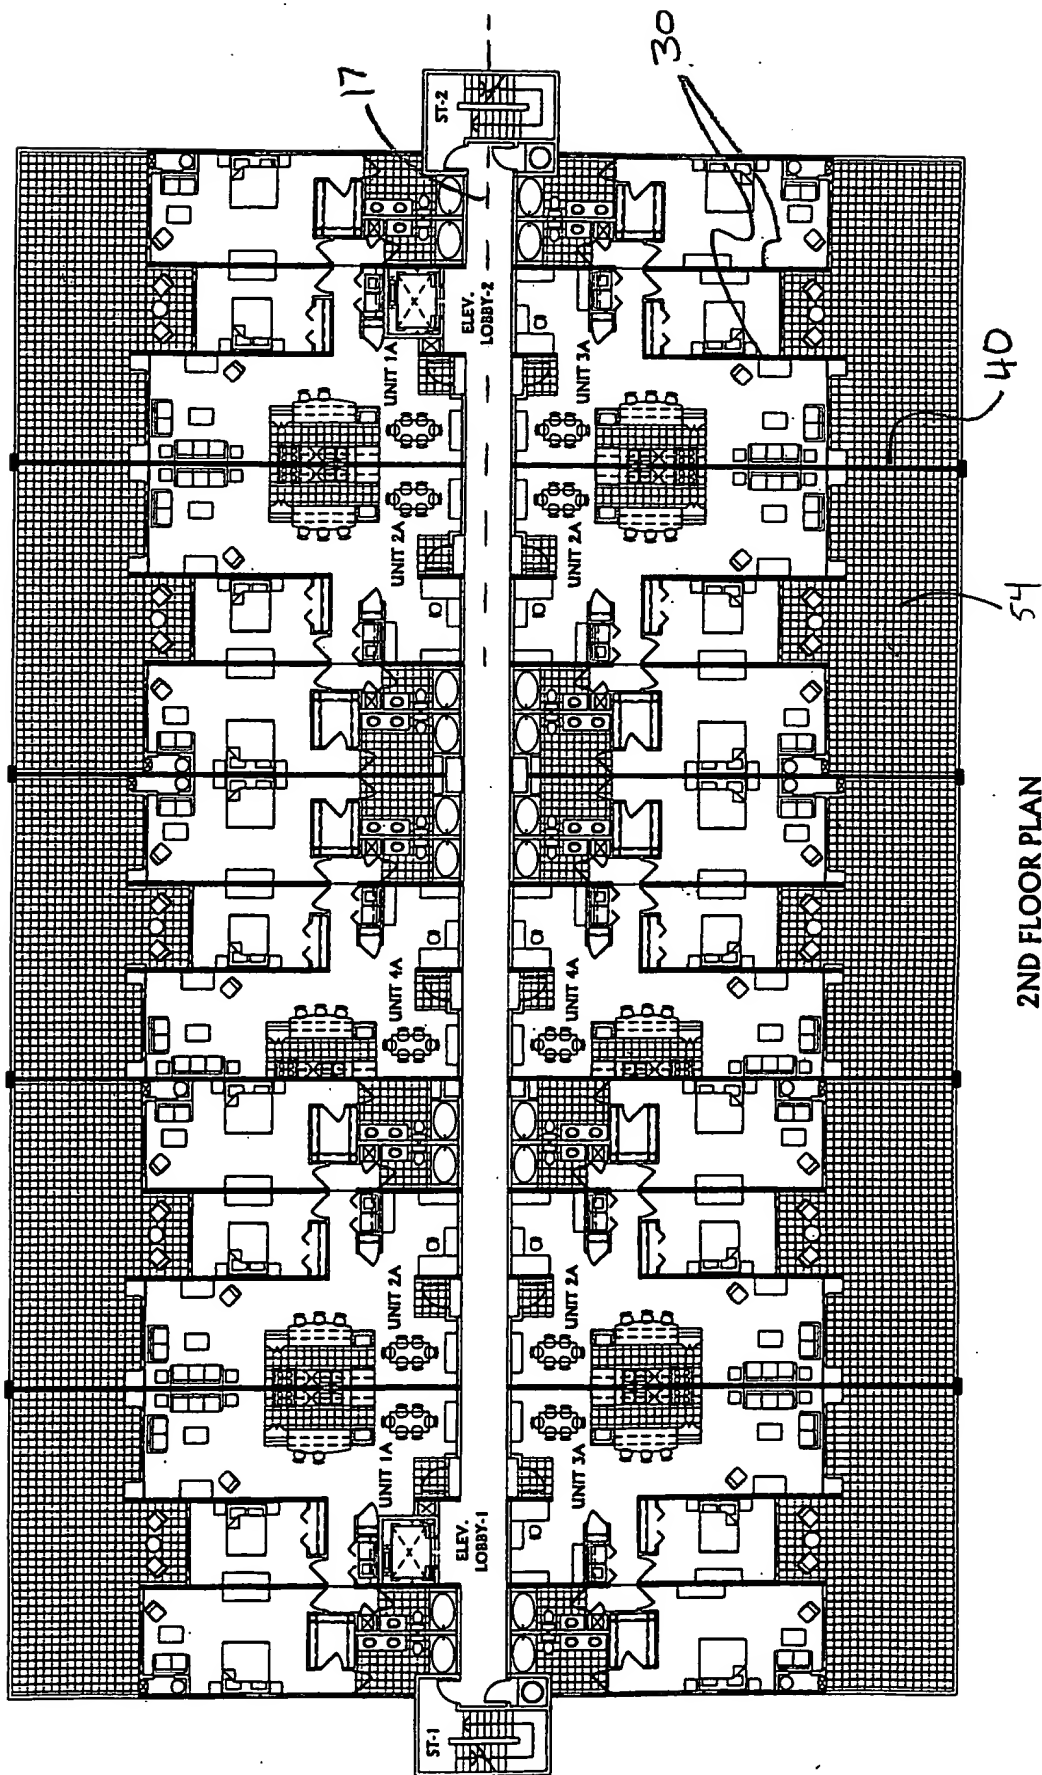 17
30
ST-2
ELEV.
LOBBY-2
UNIT 1A
UNIT 3A
40
UNIT 2A
UNIT 2A
54
UNIT 4A
UNIT 4A
2ND FLOOR PLAN
UNIT 2A
UNIT 2A
UNIT 1A
UNIT 3A
ELEV.
LOBBY-1
ST-1